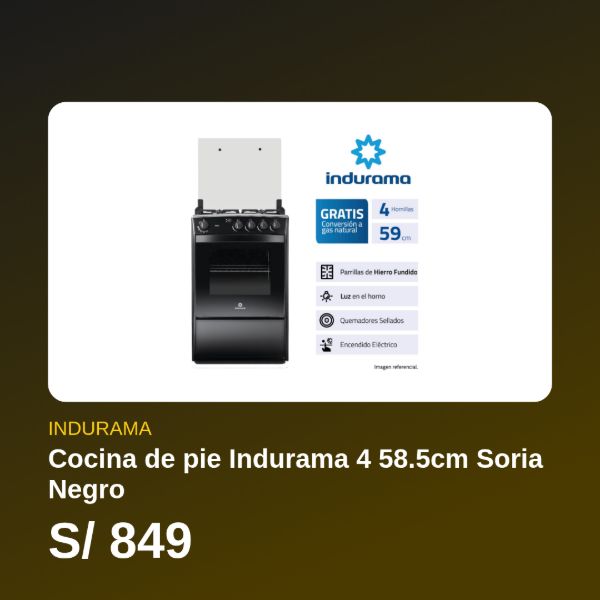 indurama
GRATIS
Conversión a
gas natural
4 Hornillas
59 cm
Parrillas de Hierro Fundido
Luz en el horno
Quemadores Sellados
Encendido Eléctrico
Imagen referencial.
INDURAMA
Cocina de pie Indurama 4 58.5cm Soria
Negro
S/ 849